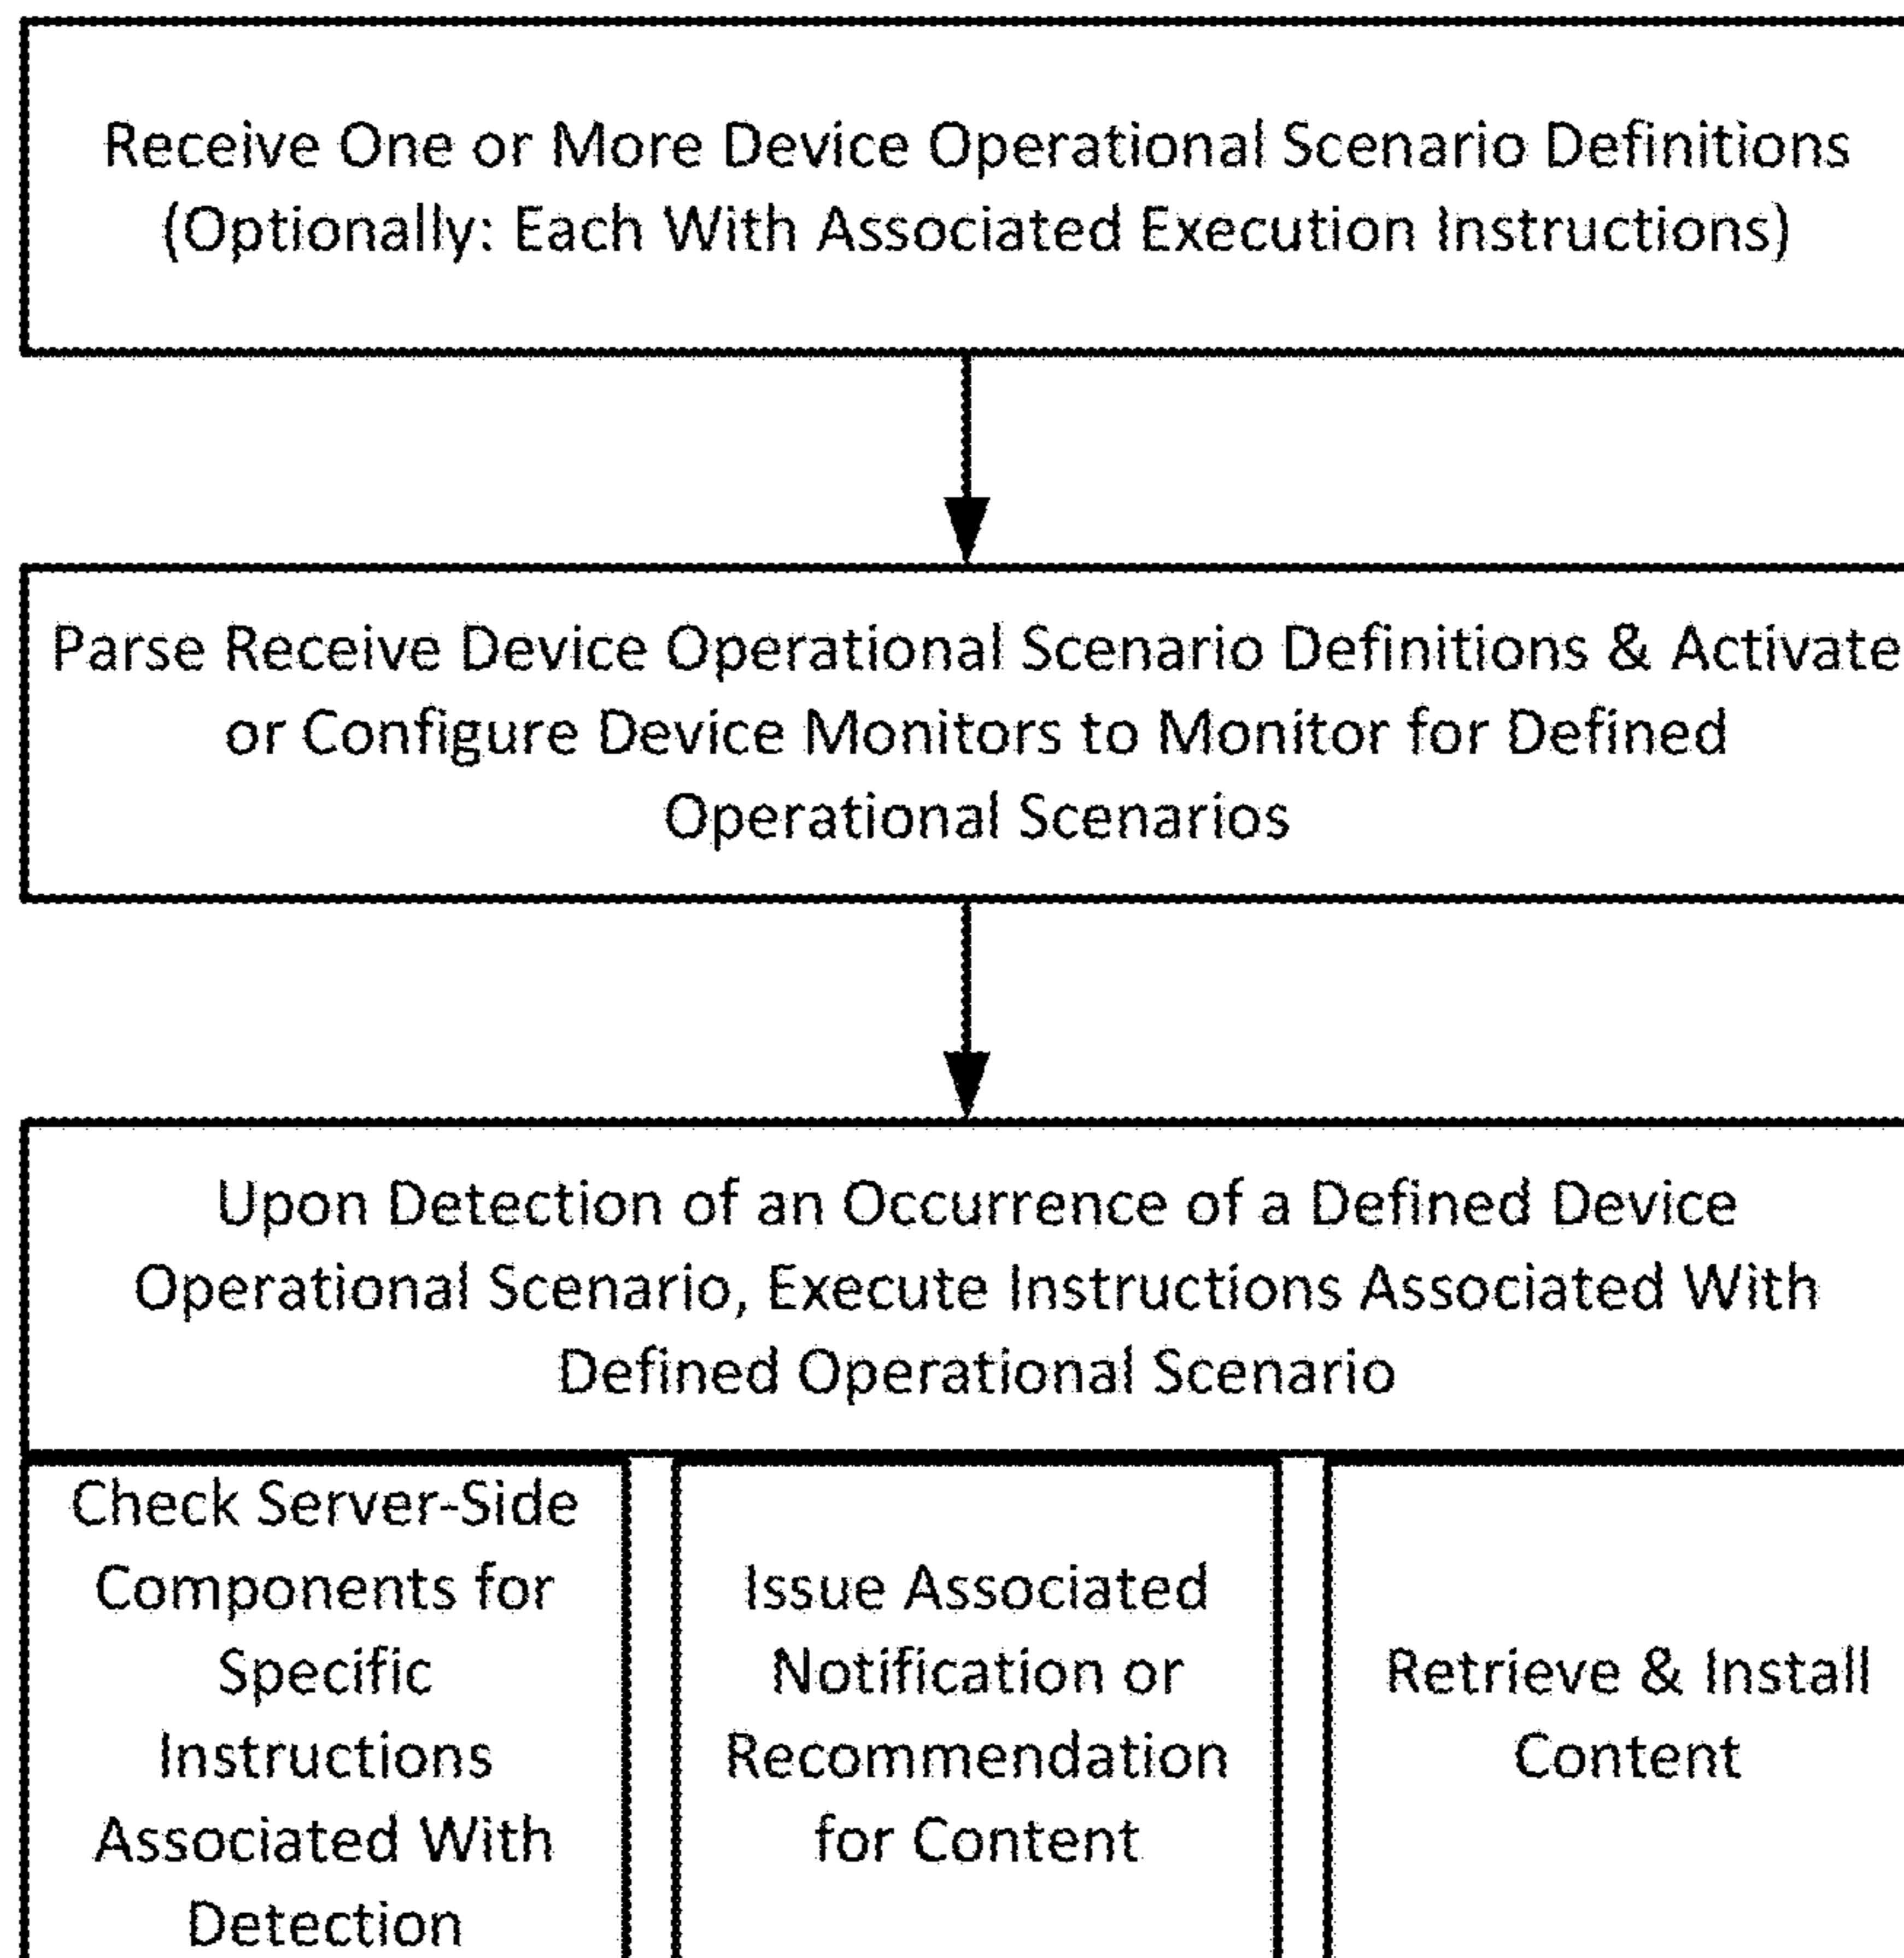 Receive One or More Device Operational Scenario Definitions
(Optionally: Each With Associated Execution Instructions)
Parse Receive Device Operational Scenario Definitions & Activate
or Configure Device Monitors to Monitor for Defined
Operational Scenarios
Upon Detection of an Occurrence of a Defined Device
Operational Scenario, Execute Instructions Associated With
Defined Operational Scenario
Check Server-Side
Components for
Specific
Instructions
Associated With
Detection
Issue Associated
Notification or
Recommendation
for Content
Retrieve & Install
Content